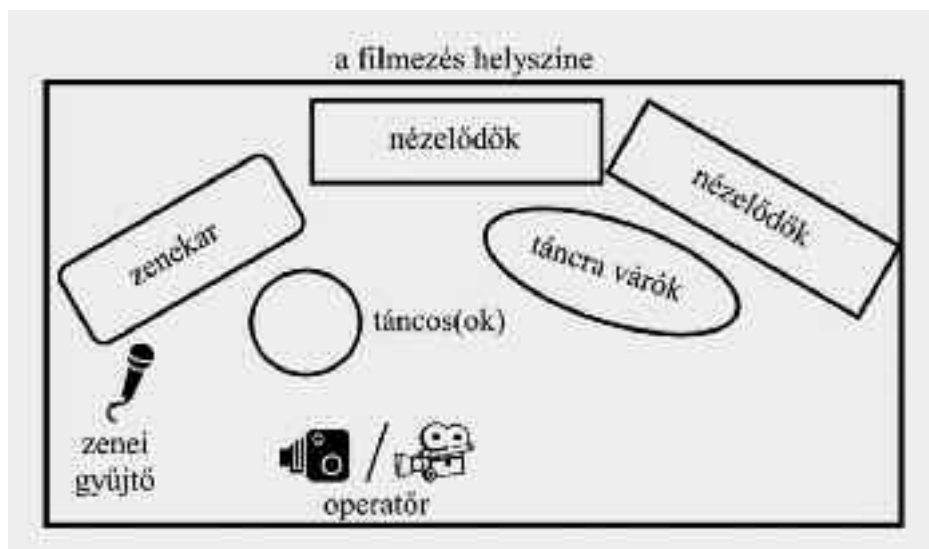 a filmezés helyszíne
nézelődők
nézelődők
zenekar
táncra várók
táncos(ok)
zenei
gyűjtő
operatőr